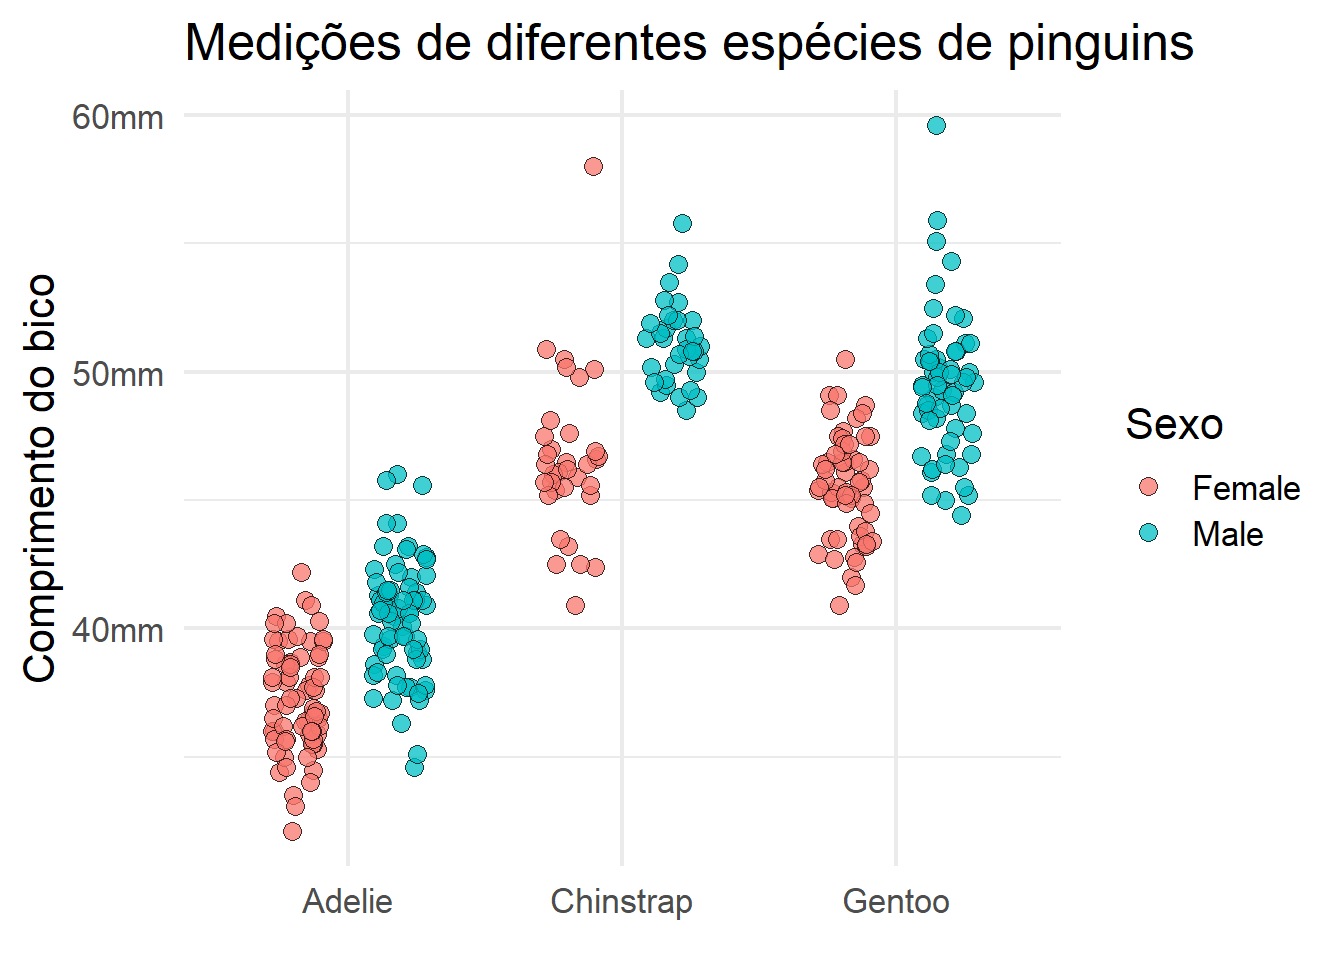 Medições de diferentes espécies de pinguins
Comprimento do bico
60mm
50mm
40mm
Adelie
Chinstrap
Gentoo
Sexo
Female
Male